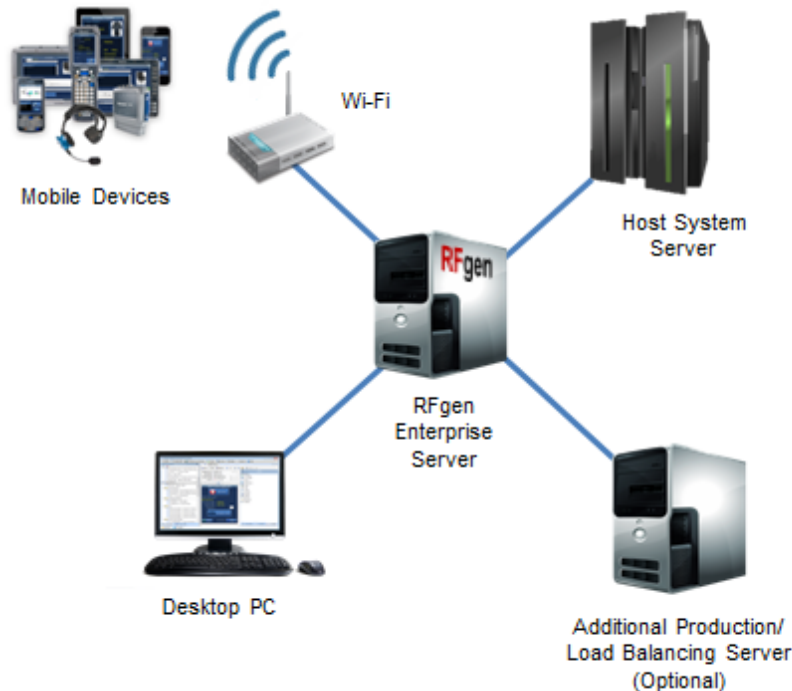 Wi-Fi
Mobile Devices
Host System
Server
RFgen
RFgen
Enterprise
Server
Desktop PC
Additional Production/
Load Balancing Server
(Optional)